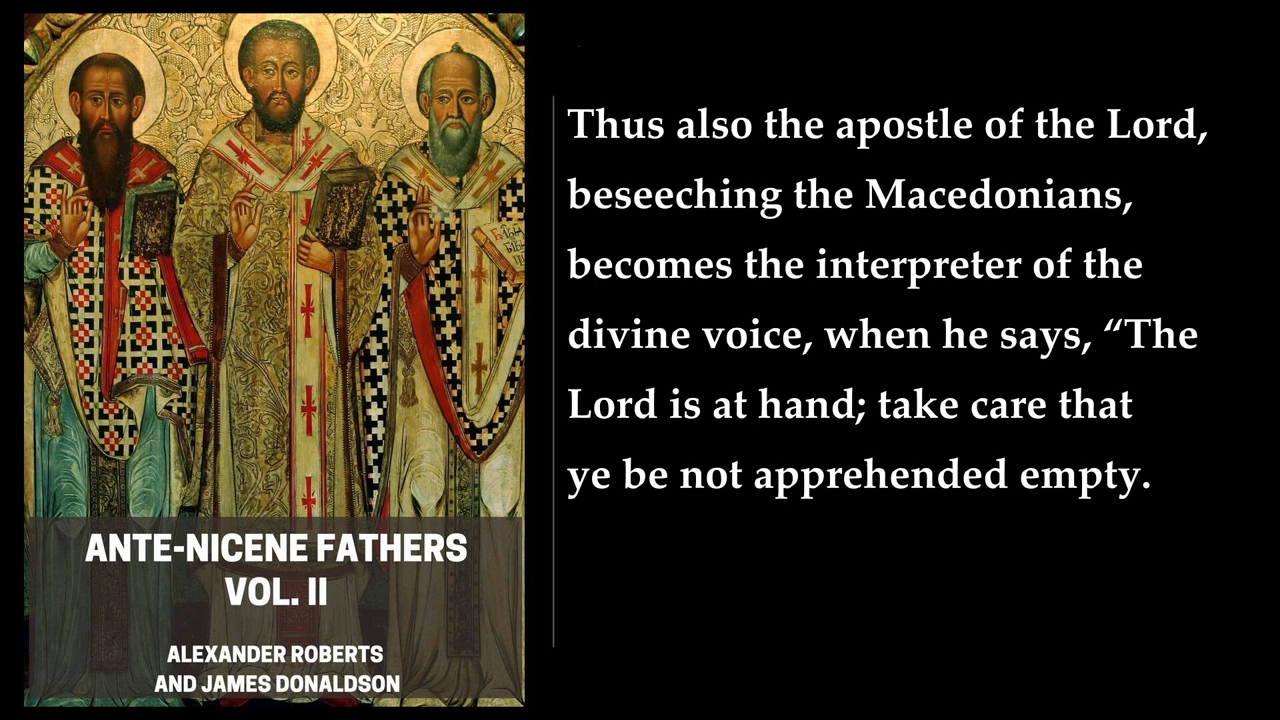 Thus also the apostle of the Lord,
beseeching the Macedonians,
becomes the interpreter of the
divine voice, when he says, “The
Lord is at hand; take care that
ye be not apprehended empty.
ANTE-NICENE FATHERS
VOL. II
ALEXANDER ROBERTS
AND JAMES DONALDSON